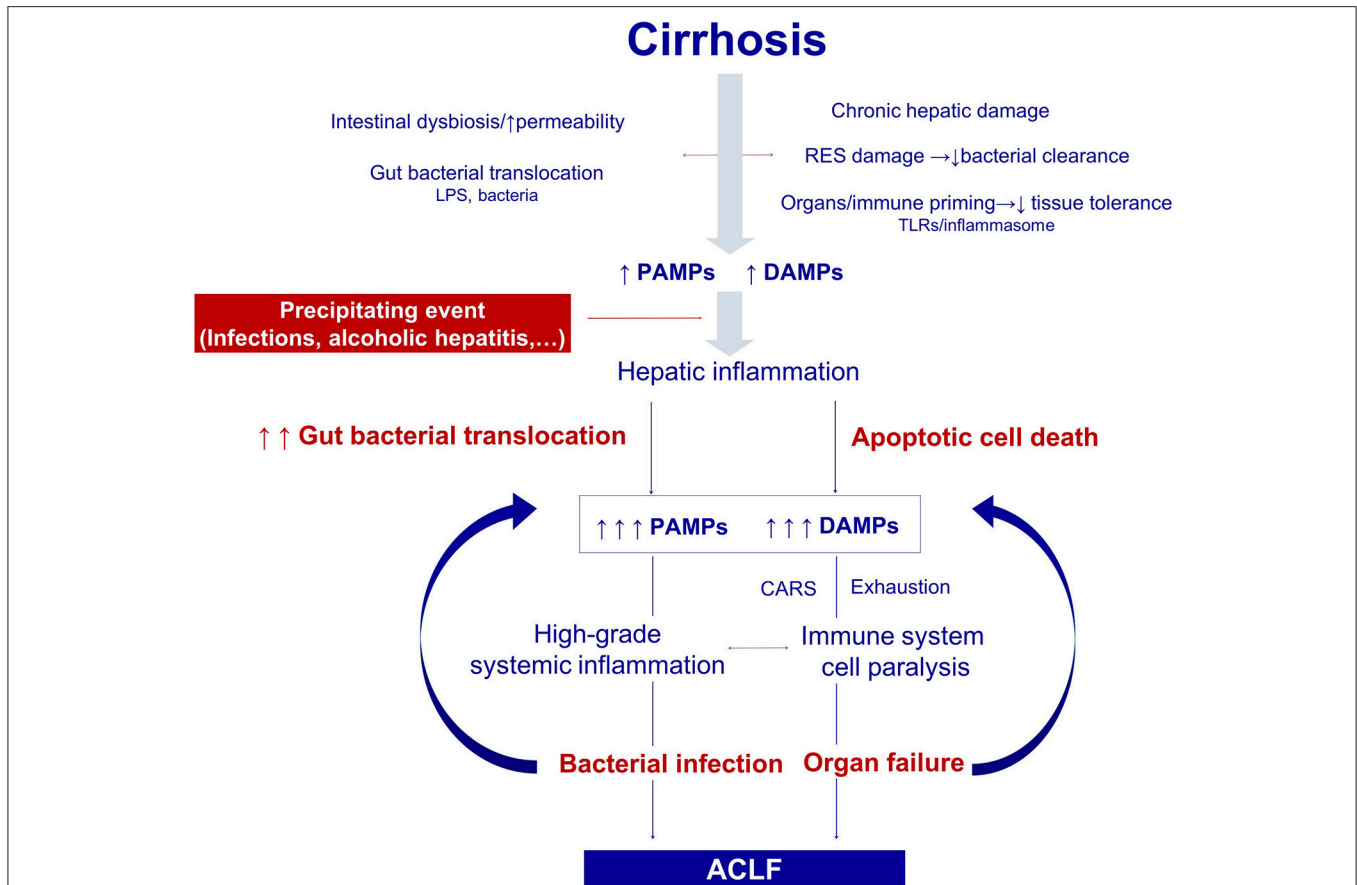 Cirrhosis
Intestinal dysbiosis/↑permeability
Gut bacterial translocation
LPS, bacteria
Chronic hepatic damage
RES damage →↓bacterial clearance
Organs/immune priming→↓ tissue tolerance
TLRs/inflammasome
↑ PAMPs ↑ DAMPs
Precipitating event
(Infections, alcoholic hepatitis,...)
Hepatic inflammation
↑ ↑ Gut bacterial translocation
Apoptotic cell death
↑ ↑ ↑ PAMPs ↑ ↑ ↑ DAMPs
CARS Exhaustion
High-grade
systemic inflammation
Immune system
cell paralysis
Bacterial infection
Organ failure
ACLF